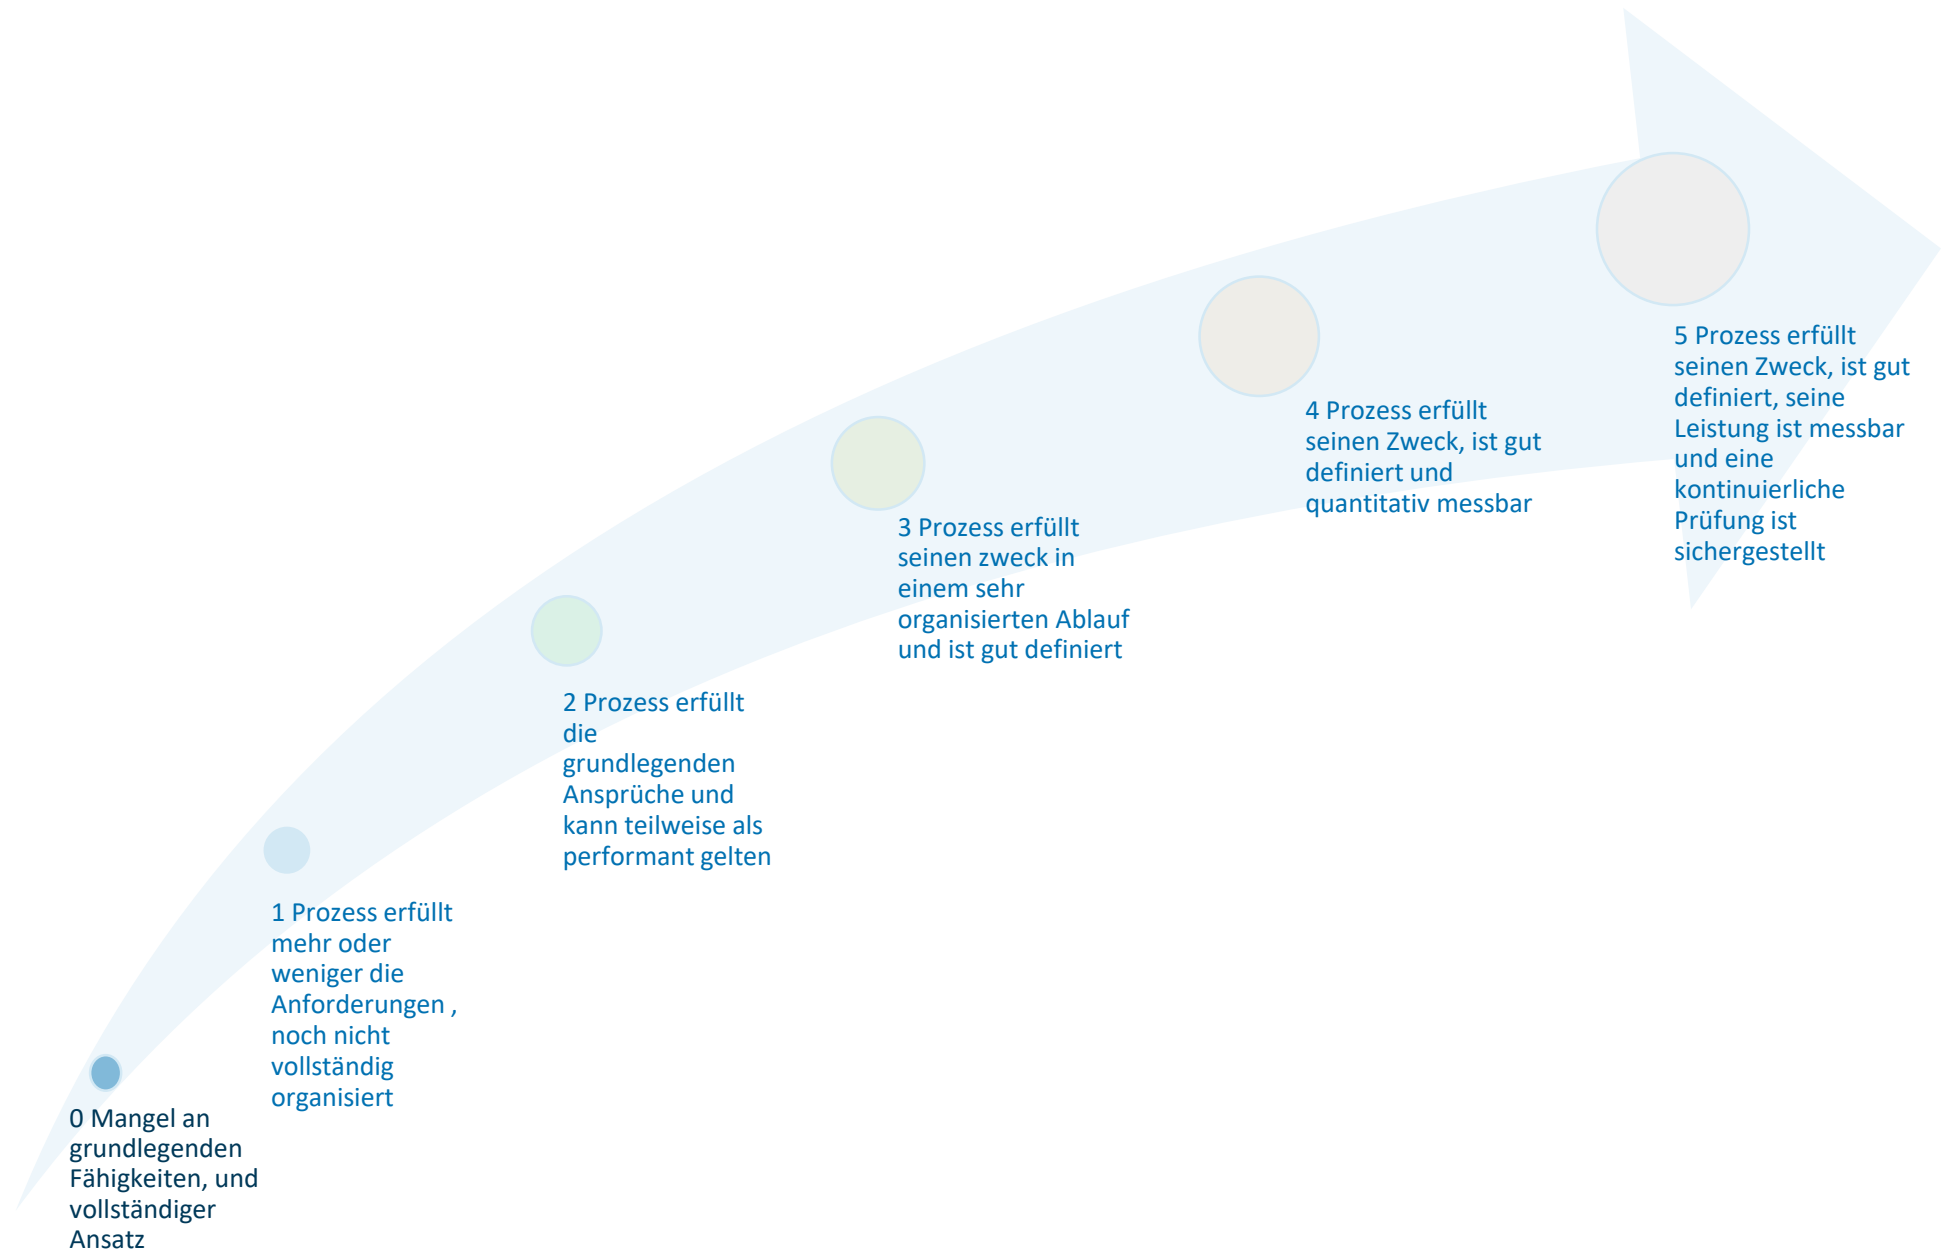 0 Mangel an
grundlegenden
Fähigkeiten, und
vollständiger
Ansatz
1 Prozess erfüllt
mehr oder
weniger die
Anforderungen ,
noch nicht
vollständig
organisiert
2 Prozess erfüllt
die
grundlegenden
Ansprüche und
kann teilweise als
performant gelten
3 Prozess erfüllt
seinen zweck in
einem sehr
organisierten Ablauf
und ist gut definiert
4 Prozess erfüllt
seinen Zweck, ist gut
definiert und
quantitativ messbar
5 Prozess erfüllt
seinen Zweck, ist gut
definiert, seine
Leistung ist messbar
und eine
kontinuierliche
Prüfung ist
sichergestellt